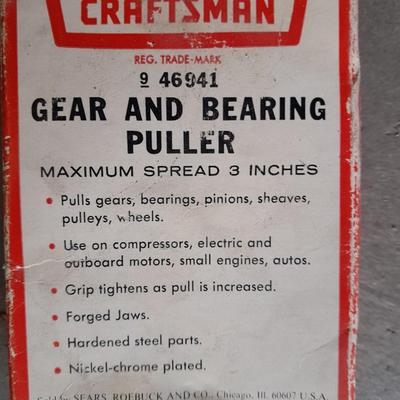 CRAFTSMAN
REG. TRADE-MARK
9 46941
GEAR AND BEARING
PULLER
MAXIMUM SPREAD 3 INCHES
• Pulls gears, bearings, pinions, sheaves,
pulleys, wheels.
• Use on compressors, electric and
outboard motors, small engines, autos.
• Grip tightens as pull is increased.
• Forged Jaws.
• Hardened steel parts.
• Nickel-chrome plated.
Sold by SEARS, ROEBUCK AND CO., Chicago, Ill. 60607 U.S.A.